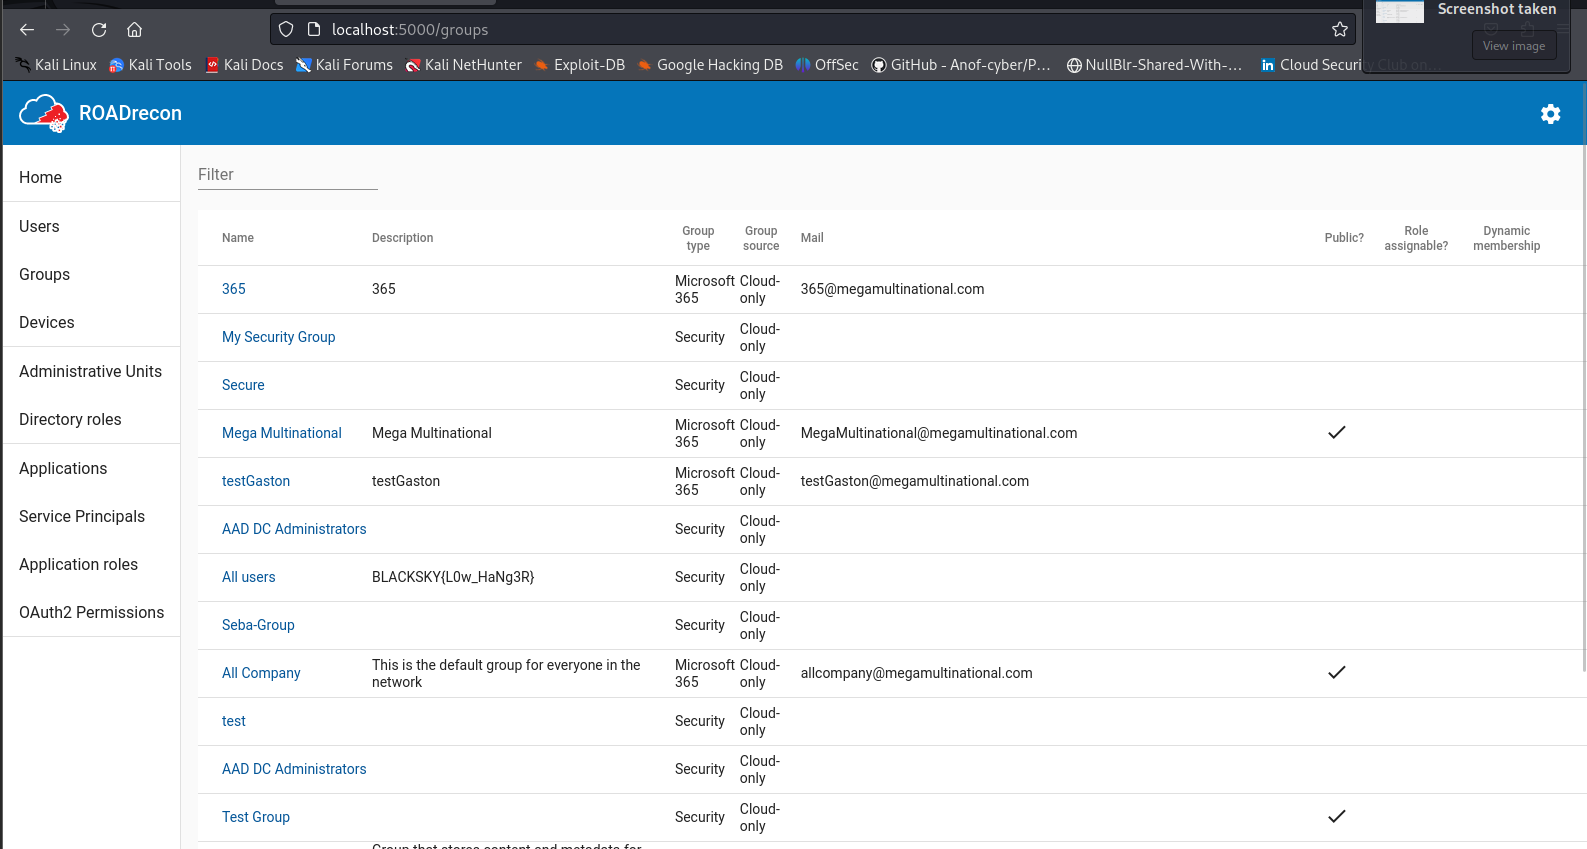 Screenshot taken
View image
localhost:5000/groups
Kali Linux Kali Tools Kali Docs Kali Forums Kali NetHunter Exploit-DB Google Hacking DB OffSec GitHub - Anof-cyber/P... NullBlr-Shared-With-... Cloud Security Club on...
ROADrecon
Home
Users
Groups
Devices
Administrative Units
Directory roles
Applications
Service Principals
Application roles
OAuth2 Permissions
Filter
Name Description Group type Group source Mail Public? Role assignable? Dynamic membership
365 365 Microsoft 365 Cloud-only 365@megamultinational.com
My Security Group Security Cloud-only
Secure Security Cloud-only
Mega Multinational Mega Multinational Microsoft 365 Cloud-only MegaMultinational@megamultinational.com
testGaston testGaston Microsoft 365 Cloud-only testGaston@megamultinational.com
AAD DC Administrators Security Cloud-only
All users BLACKSKY{L0w_HaNg3R} Security Cloud-only
Seba-Group Security Cloud-only
All Company This is the default group for everyone in the network Microsoft 365 Cloud-only allcompany@megamultinational.com
test Security Cloud-only
AAD DC Administrators Security Cloud-only
Test Group Security Cloud-only
Group that stores content and metadata for